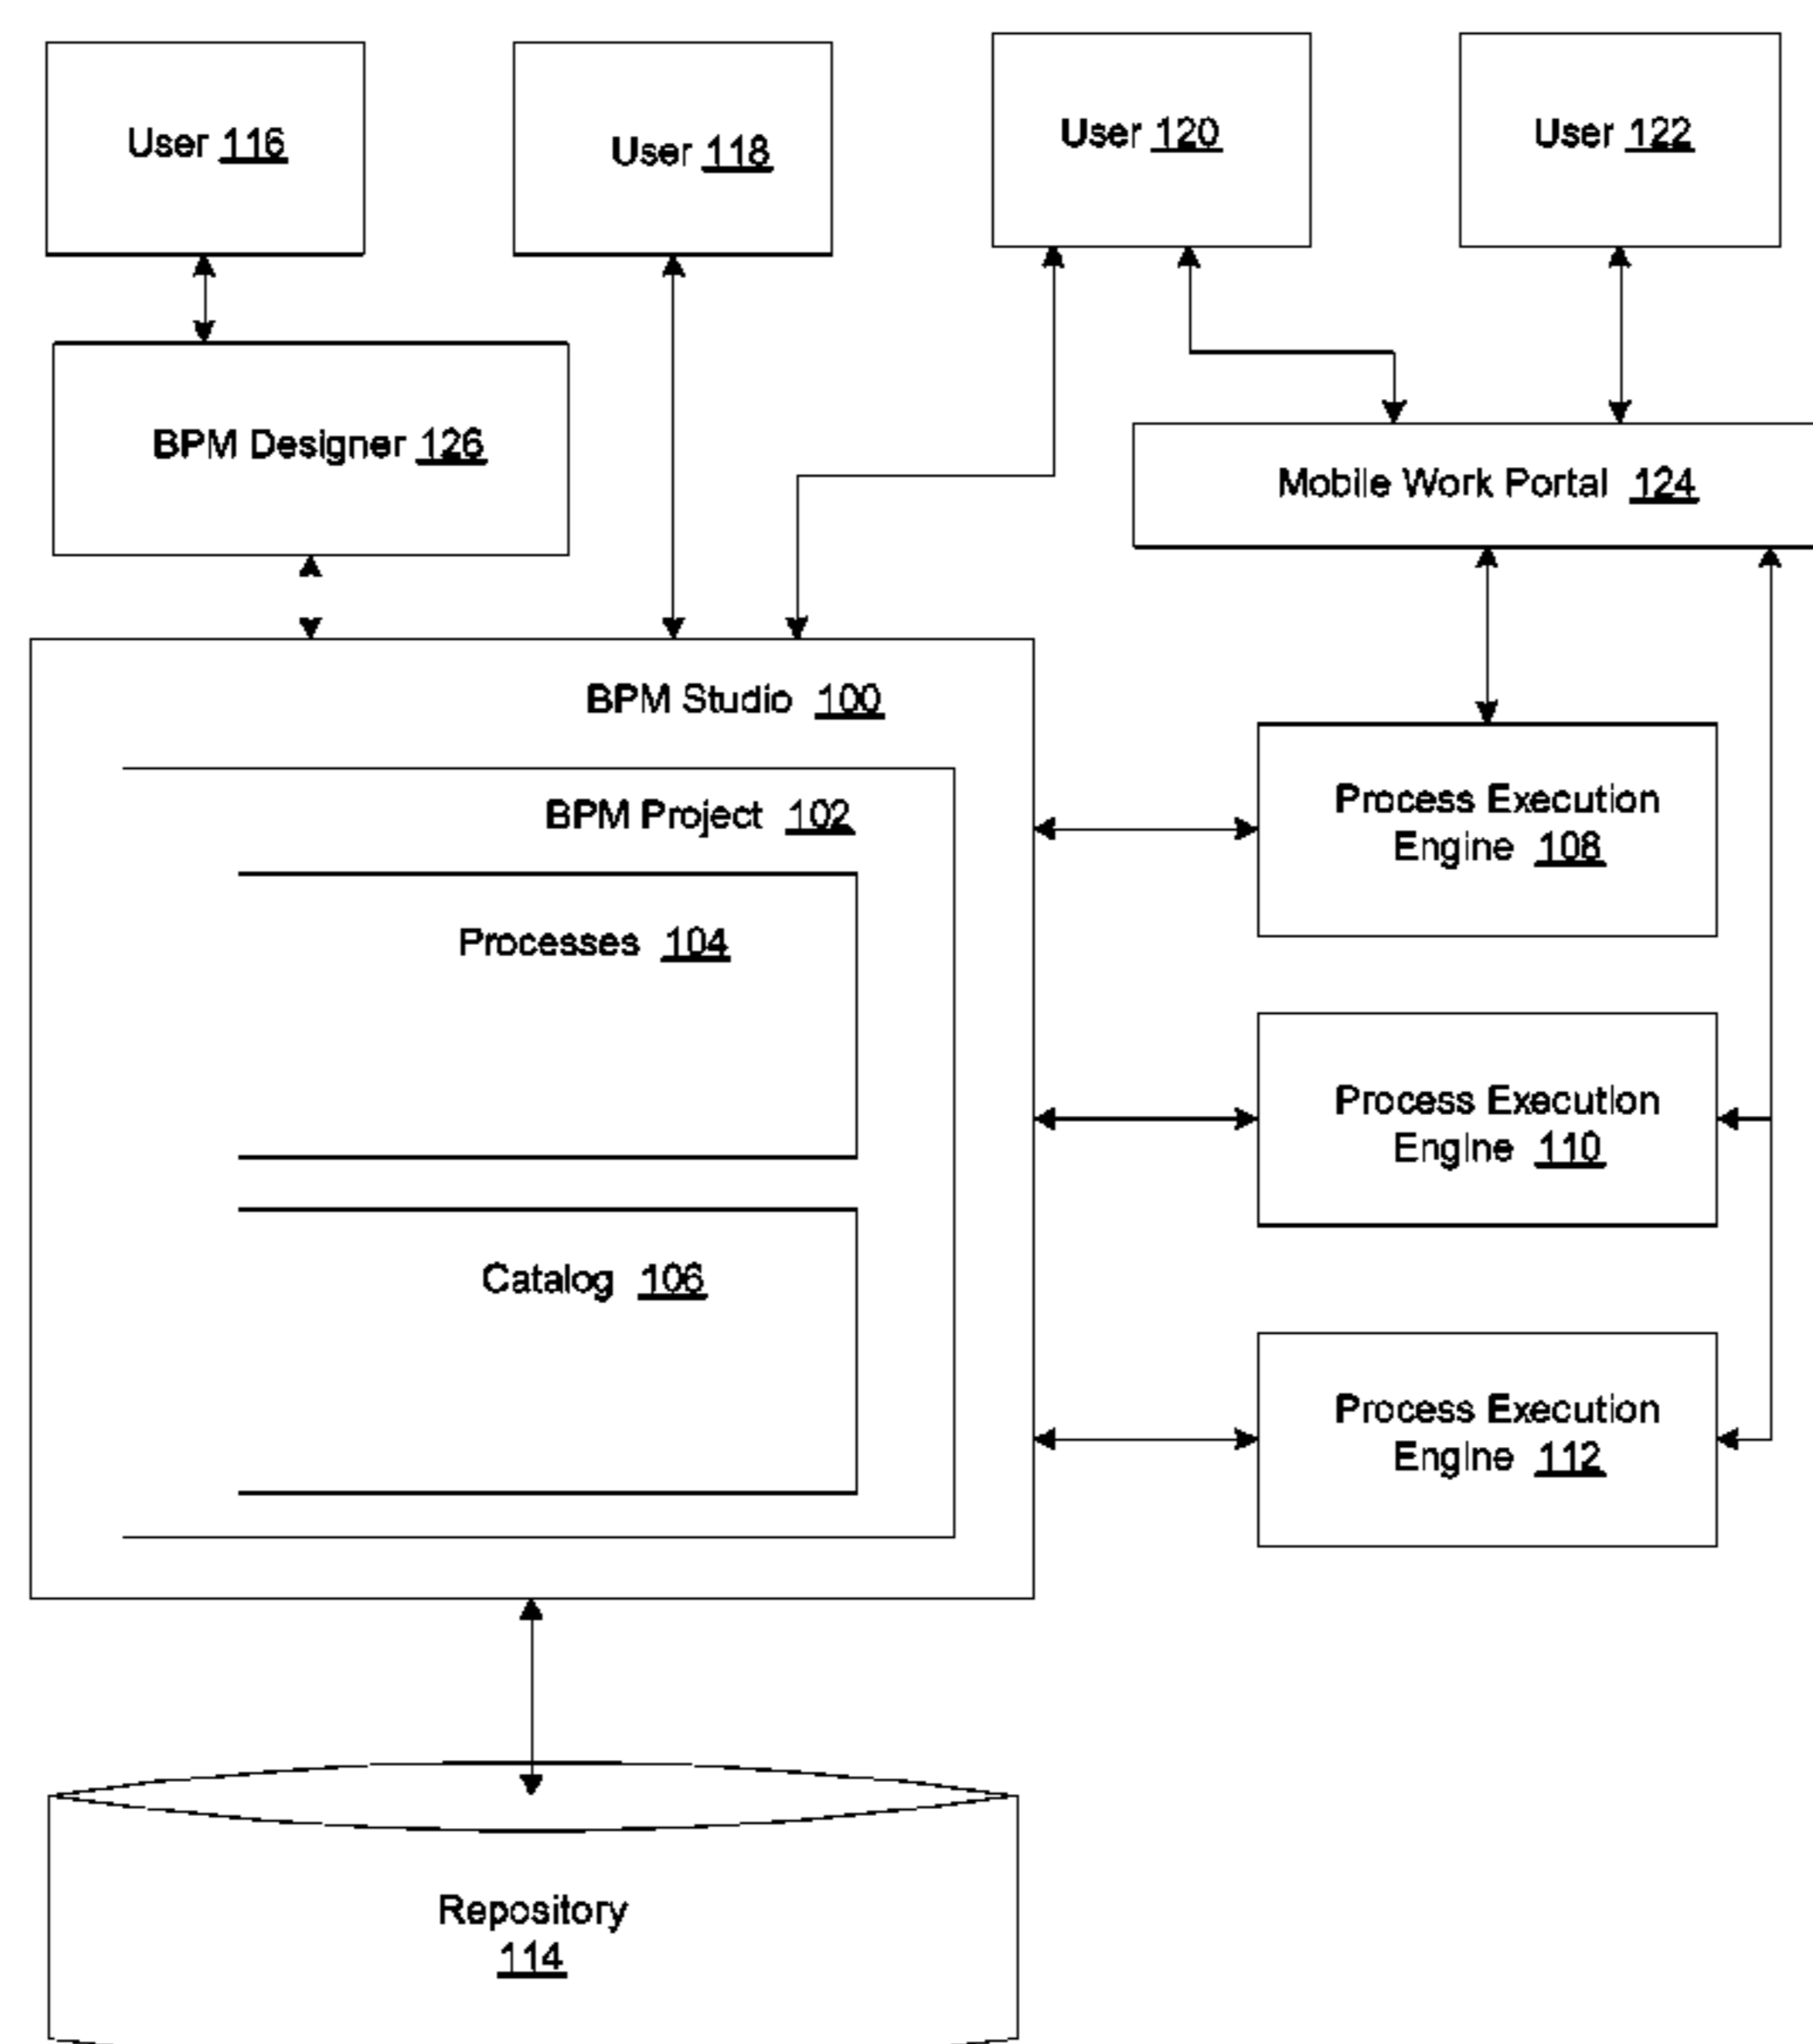 User 116
User 118
User 120
User 122
BPM Designer 126
Mobile Work Portal 124
BPM Studio 100
BPM Project 102
Processes 104
Catalog 106
Process Execution
Engine 108
Process Execution
Engine 110
Process Execution
Engine 112
Repository
114